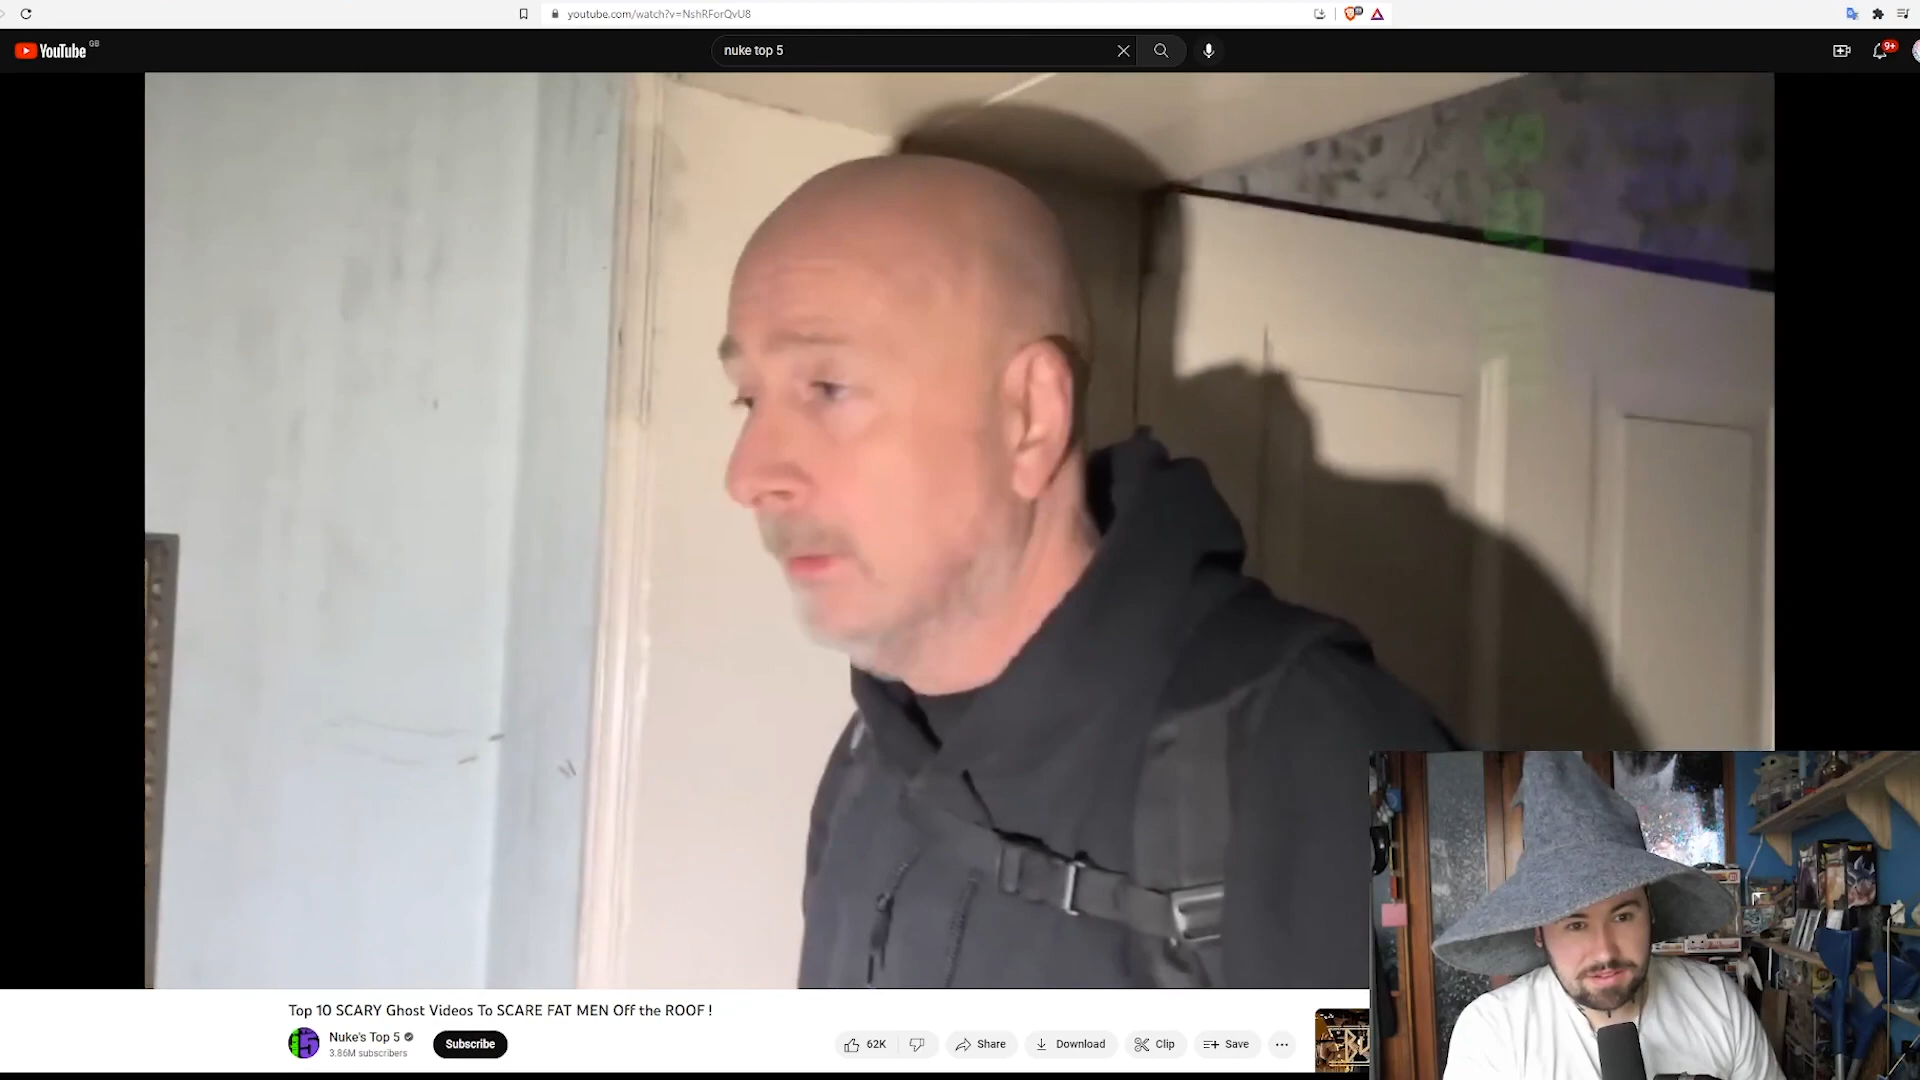 youtube.com/watch?v=NshRForQvU8
YouTube GB
nuke top 5
9+
Top 10 SCARY Ghost Videos To SCARE FAT MEN Off the ROOF !
Nuke's Top 5
3.86M subscribers
Subscribe
62K
Share
Download
Clip
Save